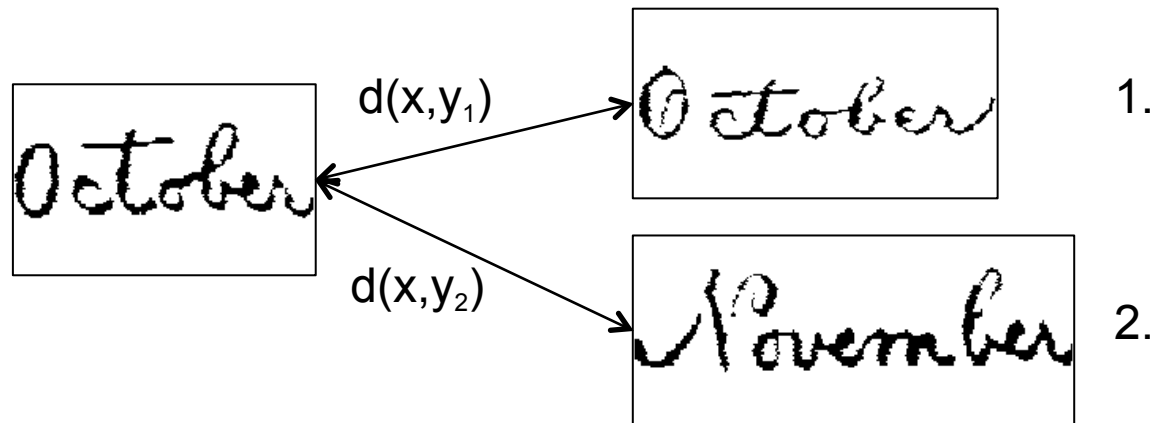 October
d(x,y₁)
October
1.
d(x,y₂)
November
2.